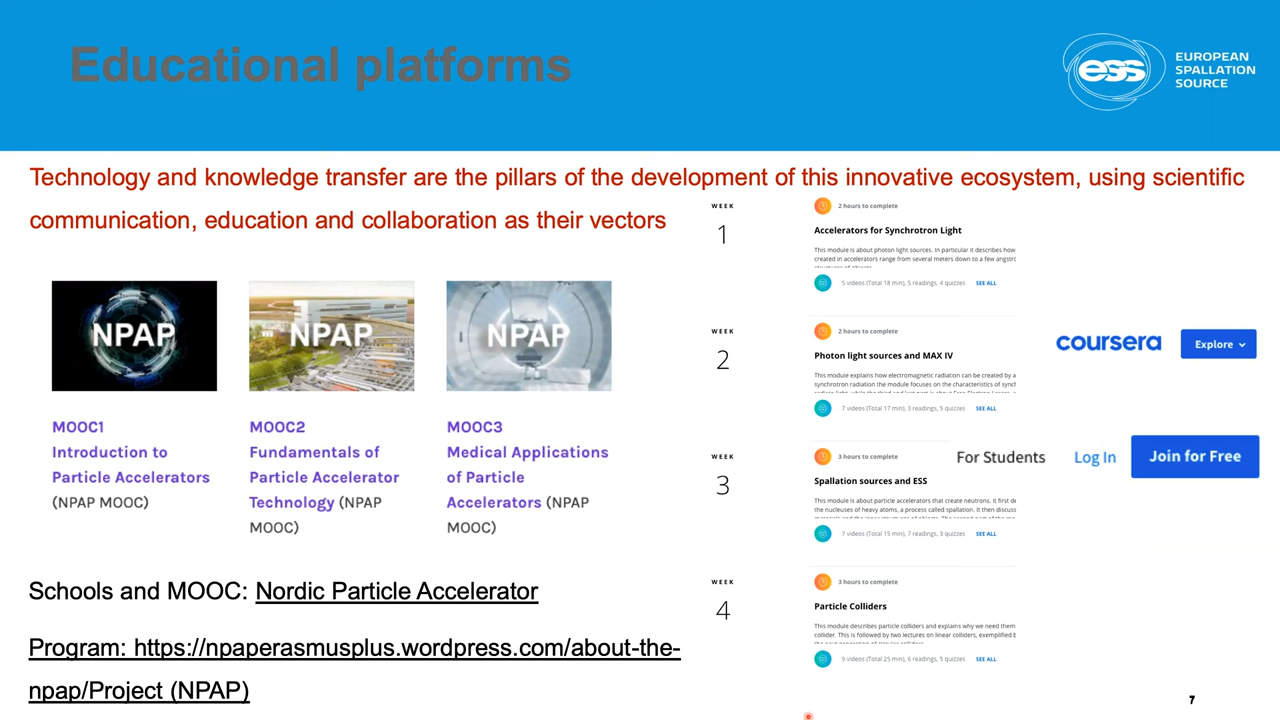 Educational platforms
ess
EUROPEAN
SPALLATION
SOURCE
Technology and knowledge transfer are the pillars of the development of this innovative ecosystem, using scientific
communication, education and collaboration as their vectors
NPAP
MOOC1
Introduction to
Particle Accelerators
(NPAP MOOC)
NPAP
MOOC2
Fundamentals of
Particle Accelerator
Technology (NPAP
MOOC)
NPAP
MOOC3
Medical Applications
of Particle
Accelerators (NPAP
MOOC)
Schools and MOOC: Nordic Particle Accelerator
Program: https://npaperasmusplus.wordpress.com/about-the-
npap/Project (NPAP)
WEEK
1
2 hours to complete
Accelerators for Synchrotron Light
This module is about photon light sources. In particular it describes how
created in accelerators range from several meters down to a few angstro
5 videos (Total 18 min), 5 readings, 4 quizzes SEE ALL
WEEK
2
2 hours to complete
Photon light sources and MAX IV
This module explains how electromagnetic radiation can be created by a
synchrotron radiation the module focuses on the characteristics of synch
7 videos (Total 17 min), 3 readings, 5 quizzes SEE ALL
WEEK
3
3 hours to complete
Spallation sources and ESS
This module is about particle accelerators that create neutrons. It first de
the nucleuses of heavy atoms, a process called spallation. It then discuss
7 videos (Total 15 min), 7 readings, 3 quizzes SEE ALL
WEEK
4
3 hours to complete
Particle Colliders
This module describes particle colliders and explains why we need them
collider. This is followed by two lectures on linear colliders, exemplified b
9 videos (Total 25 min), 6 readings, 5 quizzes SEE ALL
coursera
Explore
For Students
Log In
Join for Free
7